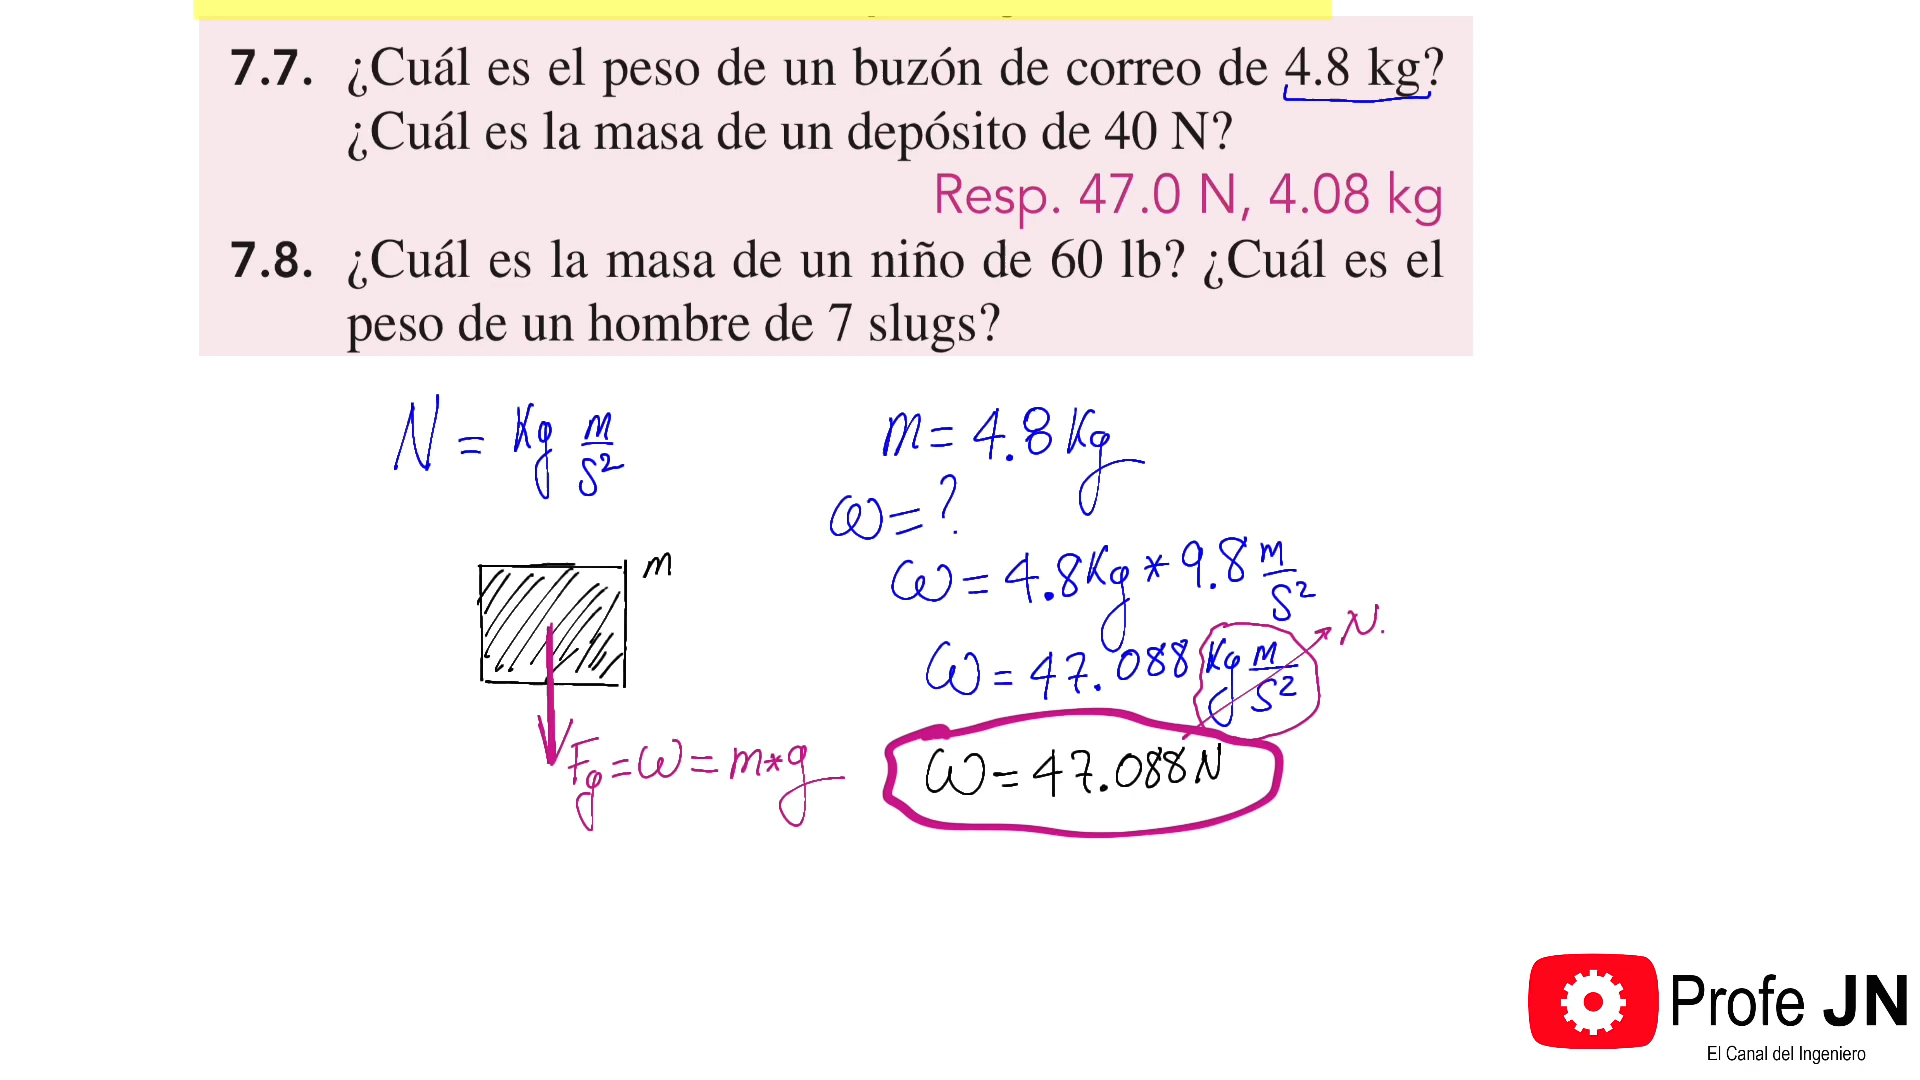 7.7. ¿Cuál es el peso de un buzón de correo de 4.8 kg?
¿Cuál es la masa de un depósito de 40 N?
Resp. 47.0 N, 4.08 kg
7.8. ¿Cuál es la masa de un niño de 60 lb? ¿Cuál es el
peso de un hombre de 7 slugs?
N = Kg m/s²
m = 4.8 Kg
ω = ?
ω = 4.8 Kg * 9.8 m/s²
ω = 47.088 Kg m/s²
N.
m
Fg = ω = m*g
ω = 47.088 N
Profe JN
El Canal del Ingeniero